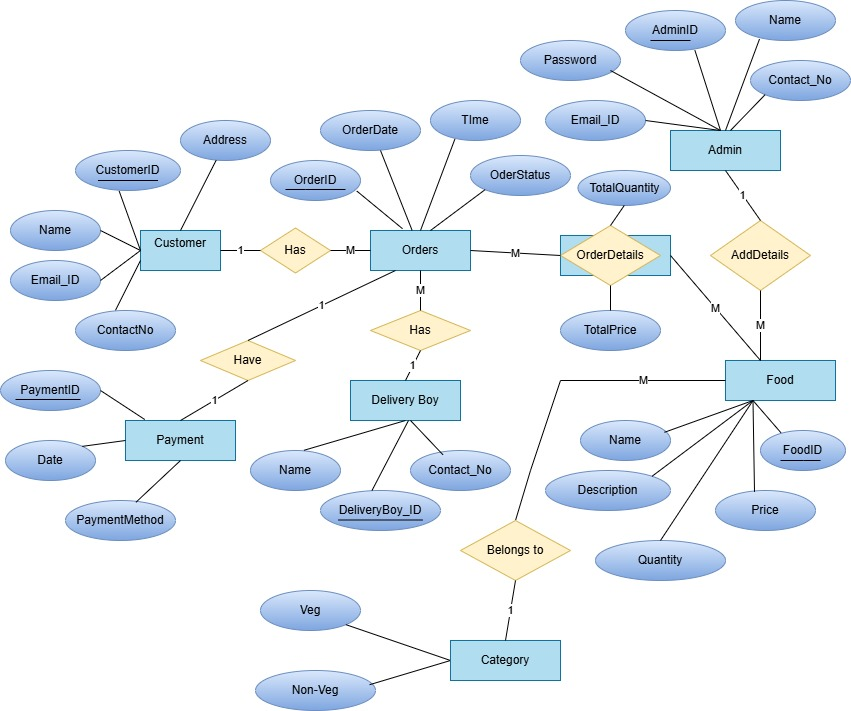 Name
AdminID
Password
Contact_No
Email_ID
Admin
Address
OrderDate
TIme
CustomerID
OrderID
OderStatus
TotalQuantity
1
Name
Customer
1
Has
M
Orders
M
OrderDetails
AddDetails
Email_ID
M
1
M
M
ContactNo
Has
TotalPrice
Have
1
M
Food
PaymentID
1
Delivery Boy
Payment
Name
FoodID
Date
Name
Contact_No
Description
DeliveryBoy_ID
Price
PaymentMethod
Belongs to
Quantity
Veg
1
Category
Non-Veg